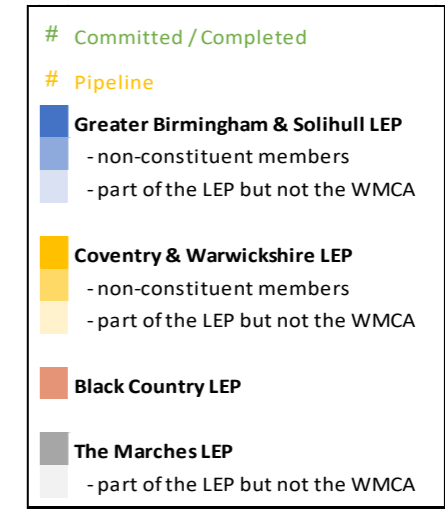 # Committed / Completed
# Pipeline
Greater Birmingham & Solihull LEP
- non-constituent members
- part of the LEP but not the WMCA
Coventry & Warwickshire LEP
- non-constituent members
- part of the LEP but not the WMCA
Black Country LEP
The Marches LEP
- part of the LEP but not the WMCA